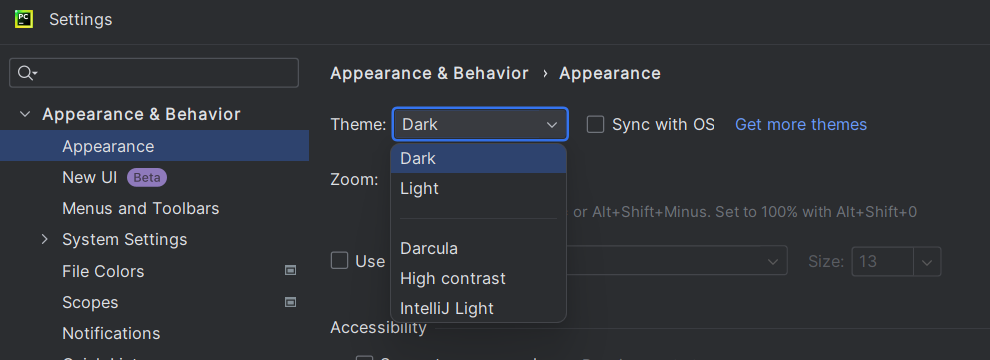 PC
Settings
Appearance & Behavior
Appearance
New UI Beta
Menus and Toolbars
System Settings
File Colors
Scopes
Notifications
Appearance & Behavior › Appearance
Theme: Dark Sync with OS Get more themes
Dark
Light
Darcula
High contrast
IntelliJ Light
Zoom:
or Alt+Shift+Minus. Set to 100% with Alt+Shift+0
Use Size: 13
Accessibility